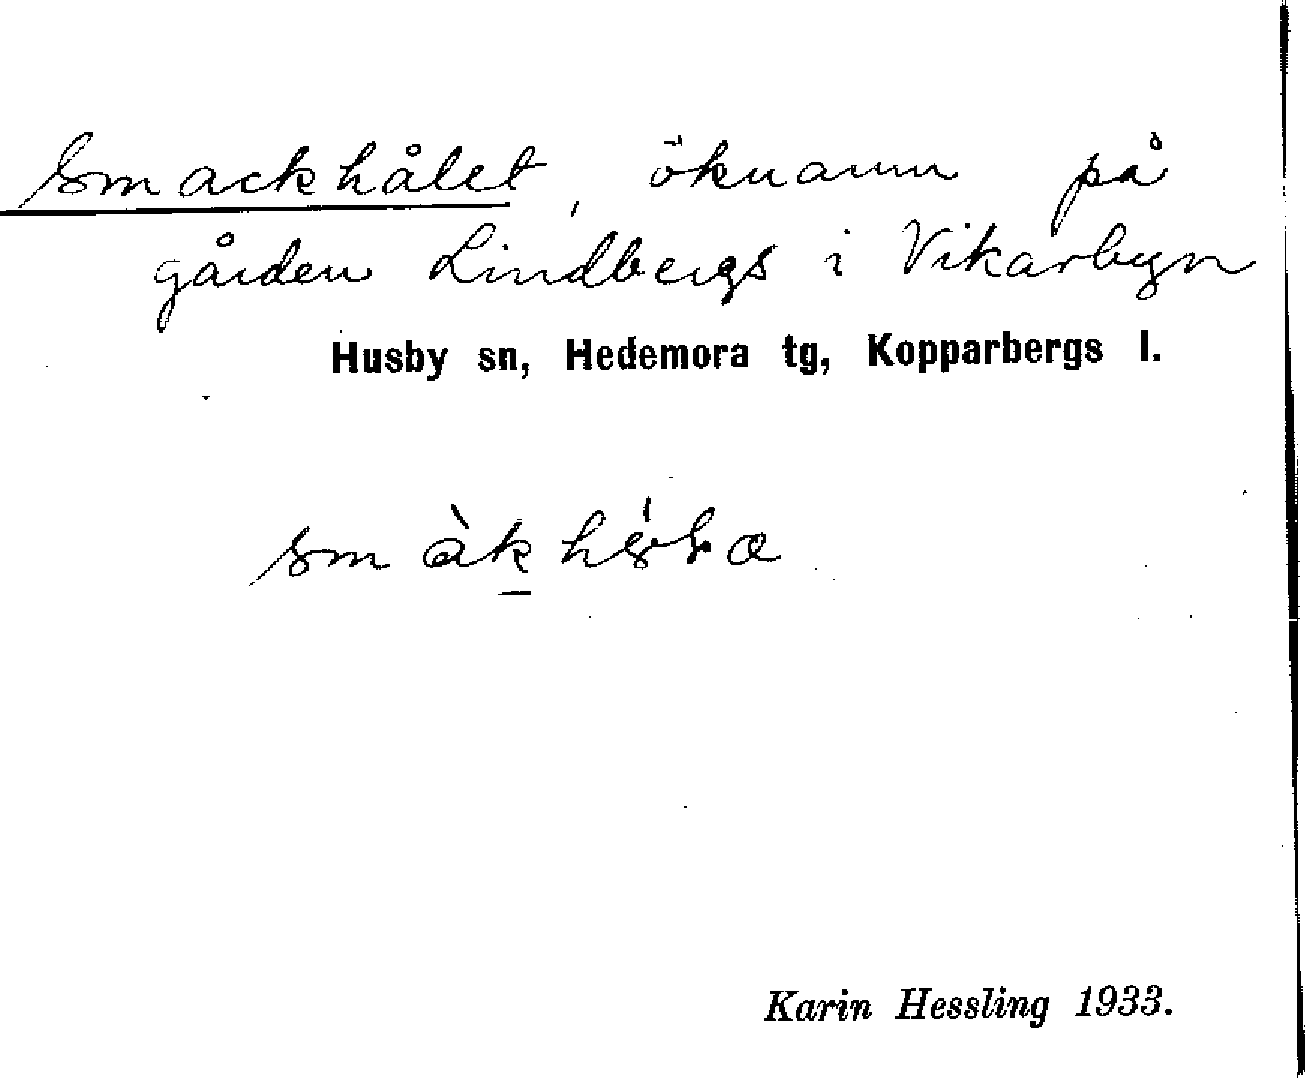 Smackhålet, öknamn på
gården Lindbergs i Vikarbyn
Husby sn, Hedemora tg, Kopparbergs l.
Karin Hessling 1933.